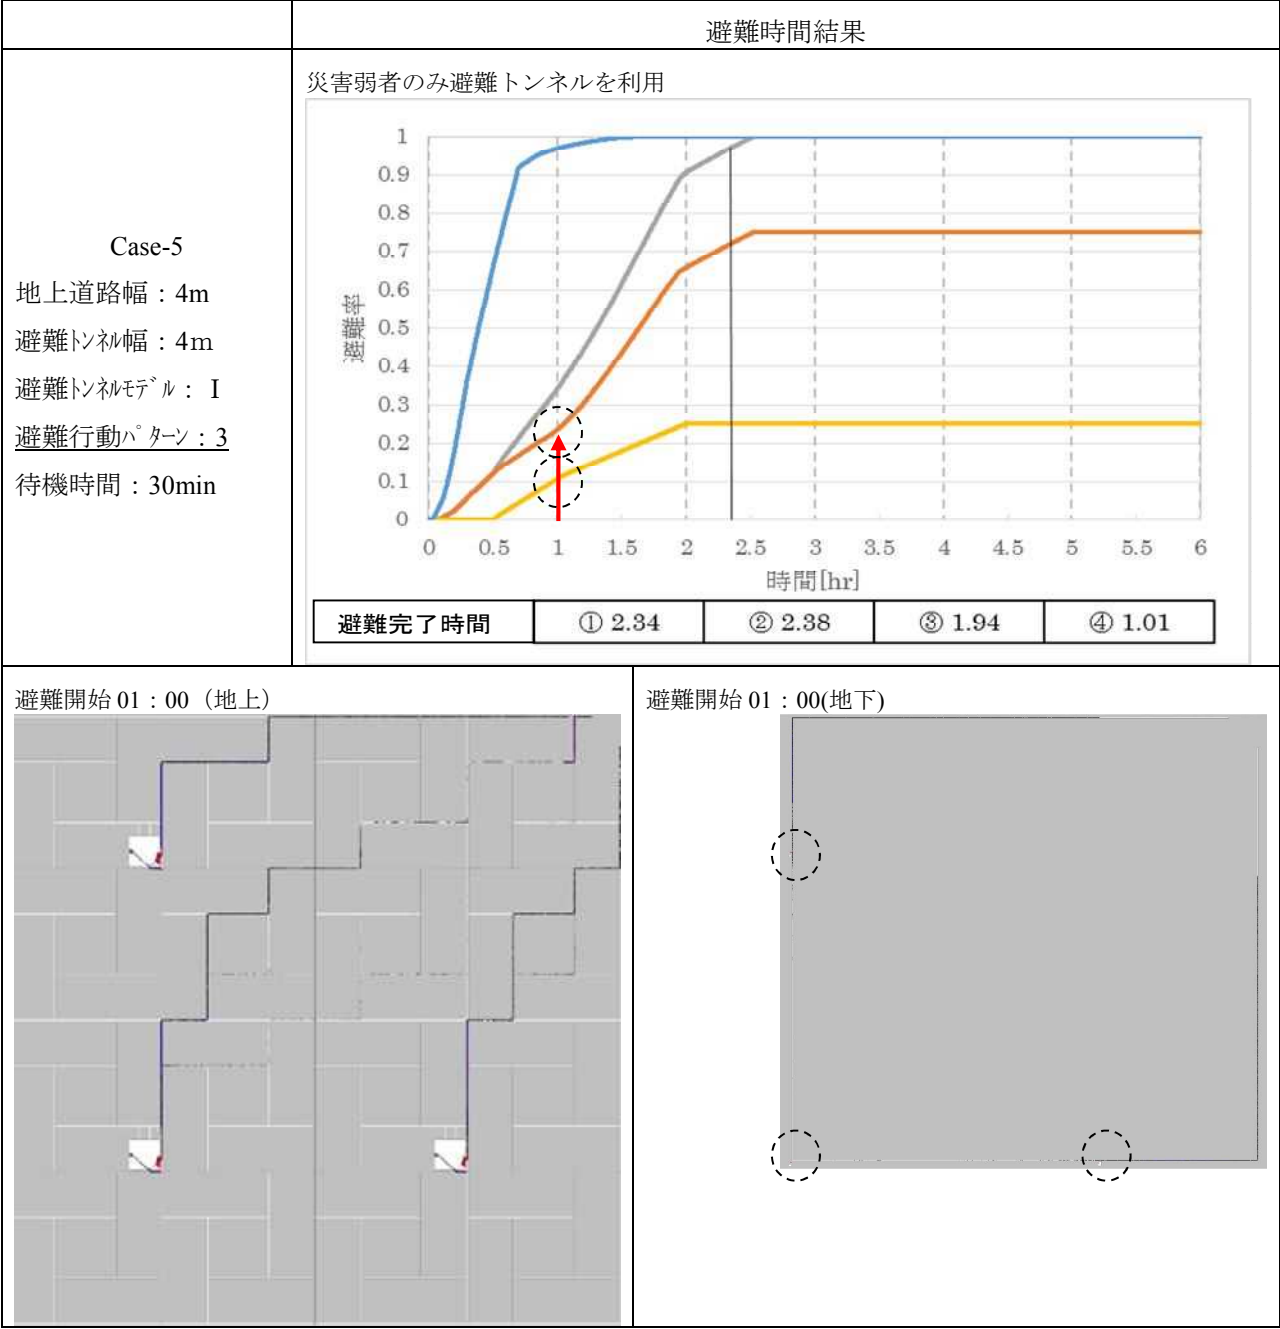 避難時間結果
Case-5
地上道路幅：4m
避難ﾄﾝﾈﾙ幅：4ｍ
避難ﾄﾝﾈﾙﾓﾃﾞﾙ： I
避難行動ﾊﾟﾀｰﾝ：3
待機時間：30min
災害弱者のみ避難トンネルを利用
1
0.9
0.8
0.7
0.6
0.5
0.4
0.3
0.2
0.1
0
避難率
0 0.5 1 1.5 2 2.5 3 3.5 4 4.5 5 5.5 6
時間[hr]
避難完了時間 ① 2.34 ② 2.38 ③ 1.94 ④ 1.01
避難開始 01：00（地上）
避難開始 01：00(地下)